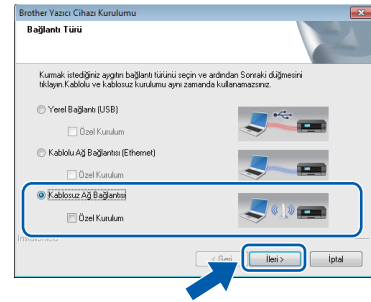 Brother Yazıcı Cihazı Kurulumu
Bağlantı Türü
Kurmak istediğiniz aygıtın bağlantı türünü seçin ve ardından Sonraki düğmesini
tıklayın.Kablolu ve kablosuz kurulumu aynı zamanda kullanamazsınız.
Yerel Bağlantı (USB)
Özel Kurulum
Kablolu Ağ Bağlantısı (Ethernet)
Özel Kurulum
Kablosuz Ağ Bağlantısı
Özel Kurulum
InstallShield
< Geri İleri > İptal